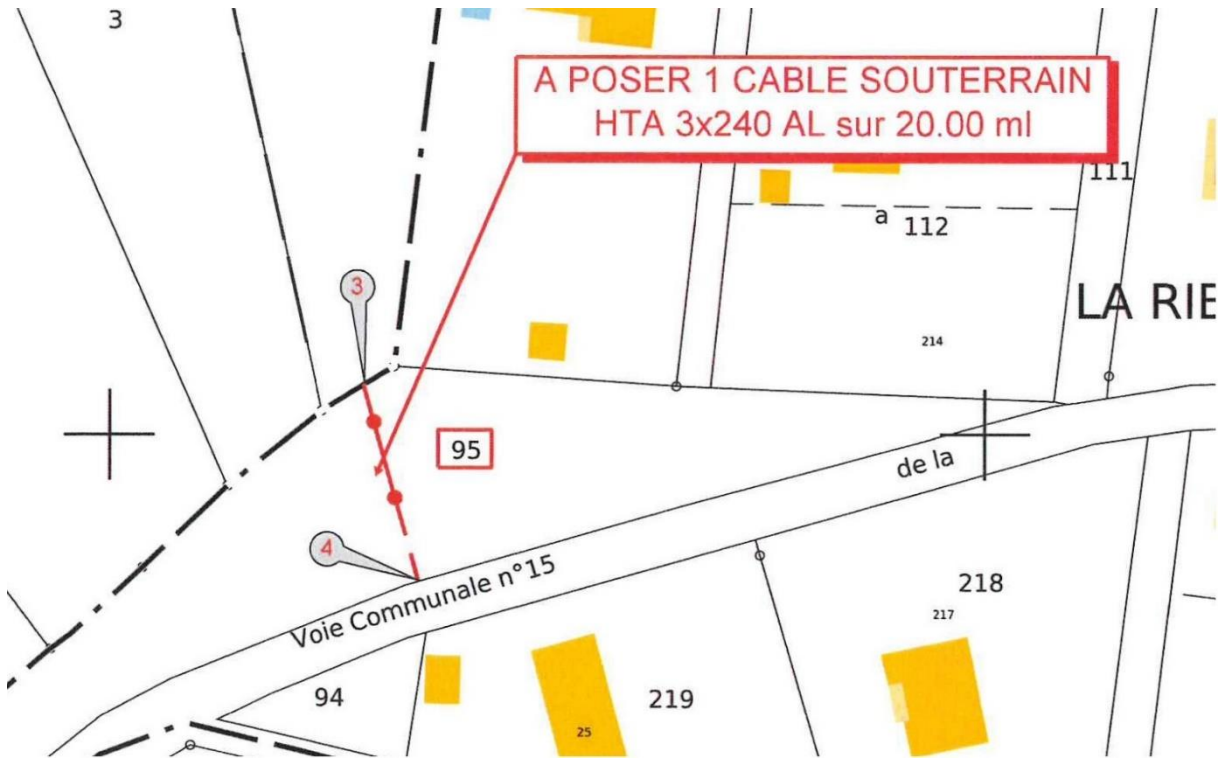 3
A POSER 1 CABLE SOUTERRAIN
HTA 3x240 AL sur 20.00 ml
111
a 112
3
LA RIE
214
95
de la
4
Voie Communale n°15
218
217
94
219
25